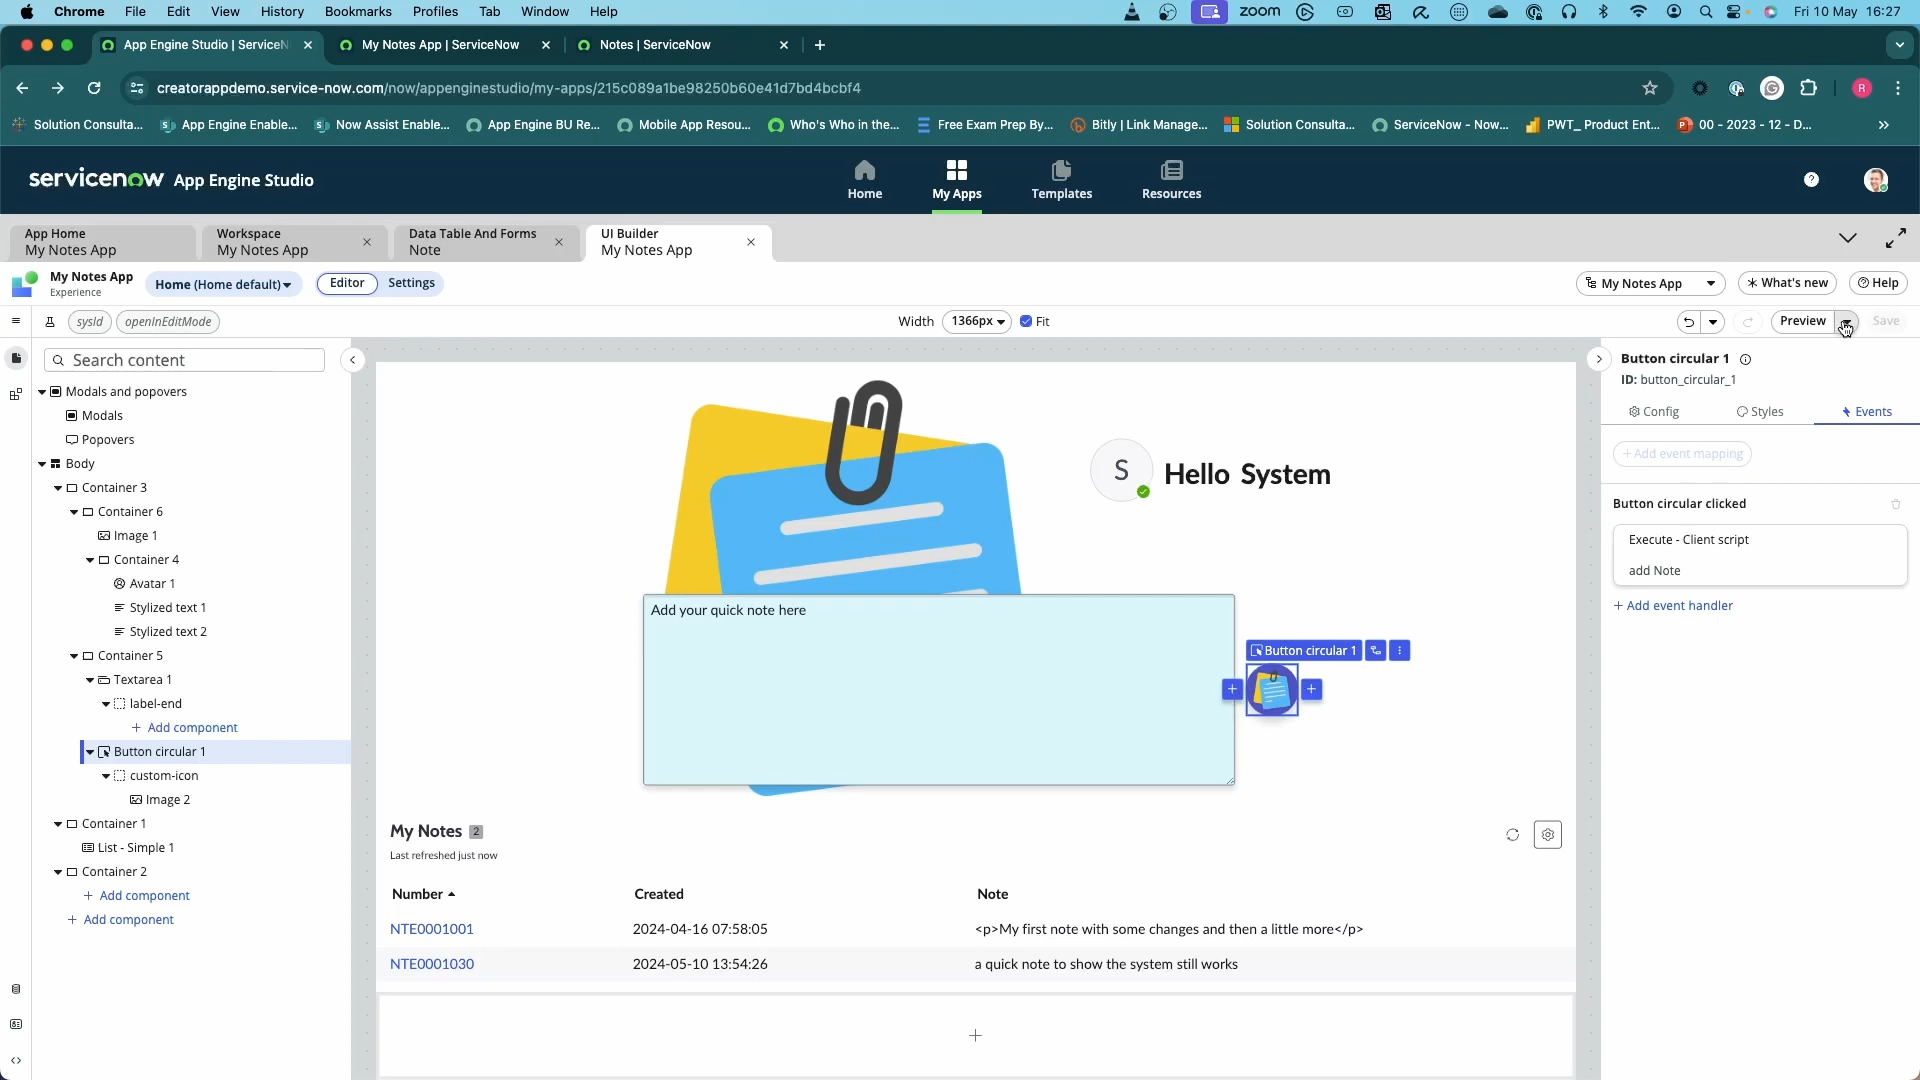 Chrome File Edit View History Bookmarks Profiles Tab Window Help
zoom
Fri 10 May 16:27
App Engine Studio | ServiceN
My Notes App | ServiceNow
Notes | ServiceNow
creatorappdemo.service-now.com/now/appenginestudio/my-apps/215c089a1be98250b60e41d7bd4bcbf4
R
Solution Consulta...
App Engine Enable...
Now Assist Enable...
App Engine BU Re...
Mobile App Resou...
Who's Who in the...
Free Exam Prep By...
Bitly | Link Manage...
Solution Consulta...
ServiceNow - Now...
PWT_ Product Ent...
00 - 2023 - 12 - D...
servicenow App Engine Studio
Home
My Apps
Templates
Resources
App Home
My Notes App
Workspace
My Notes App
Data Table And Forms
Note
UI Builder
My Notes App
My Notes App
Experience
Home (Home default)
Editor
Settings
My Notes App
What's new
Help
sysId
openInEditMode
Width
1366px
Fit
Preview
Save
Search content
Modals and popovers
Modals
Popovers
Body
Container 3
Container 6
Image 1
Container 4
Avatar 1
Stylized text 1
Stylized text 2
Container 5
Textarea 1
label-end
+ Add component
Button circular 1
custom-icon
Image 2
Container 1
List - Simple 1
Container 2
+ Add component
+ Add component
S
Hello System
Add your quick note here
Button circular 1
My Notes 2
Last refreshed just now
Number Created Note
NTE0001001 2024-04-16 07:58:05 <p>My first note with some changes and then a little more</p>
NTE0001030 2024-05-10 13:54:26 a quick note to show the system still works
Button circular 1
ID: button_circular_1
Config
Styles
Events
+ Add event mapping
Button circular clicked
Execute - Client script
add Note
+ Add event handler